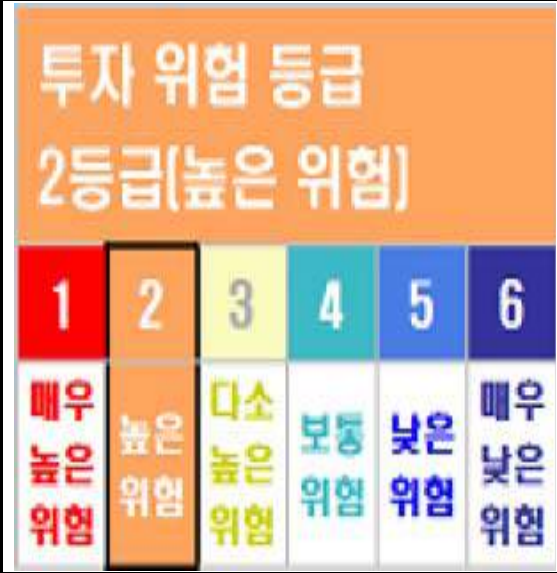 투자 위험 등급
2등급[높은 위험]
1 2 3 4 5 6
매우 높은 위험
높은 위험
다소 높은 위험
보통 위험
낮은 위험
매우 낮은 위험